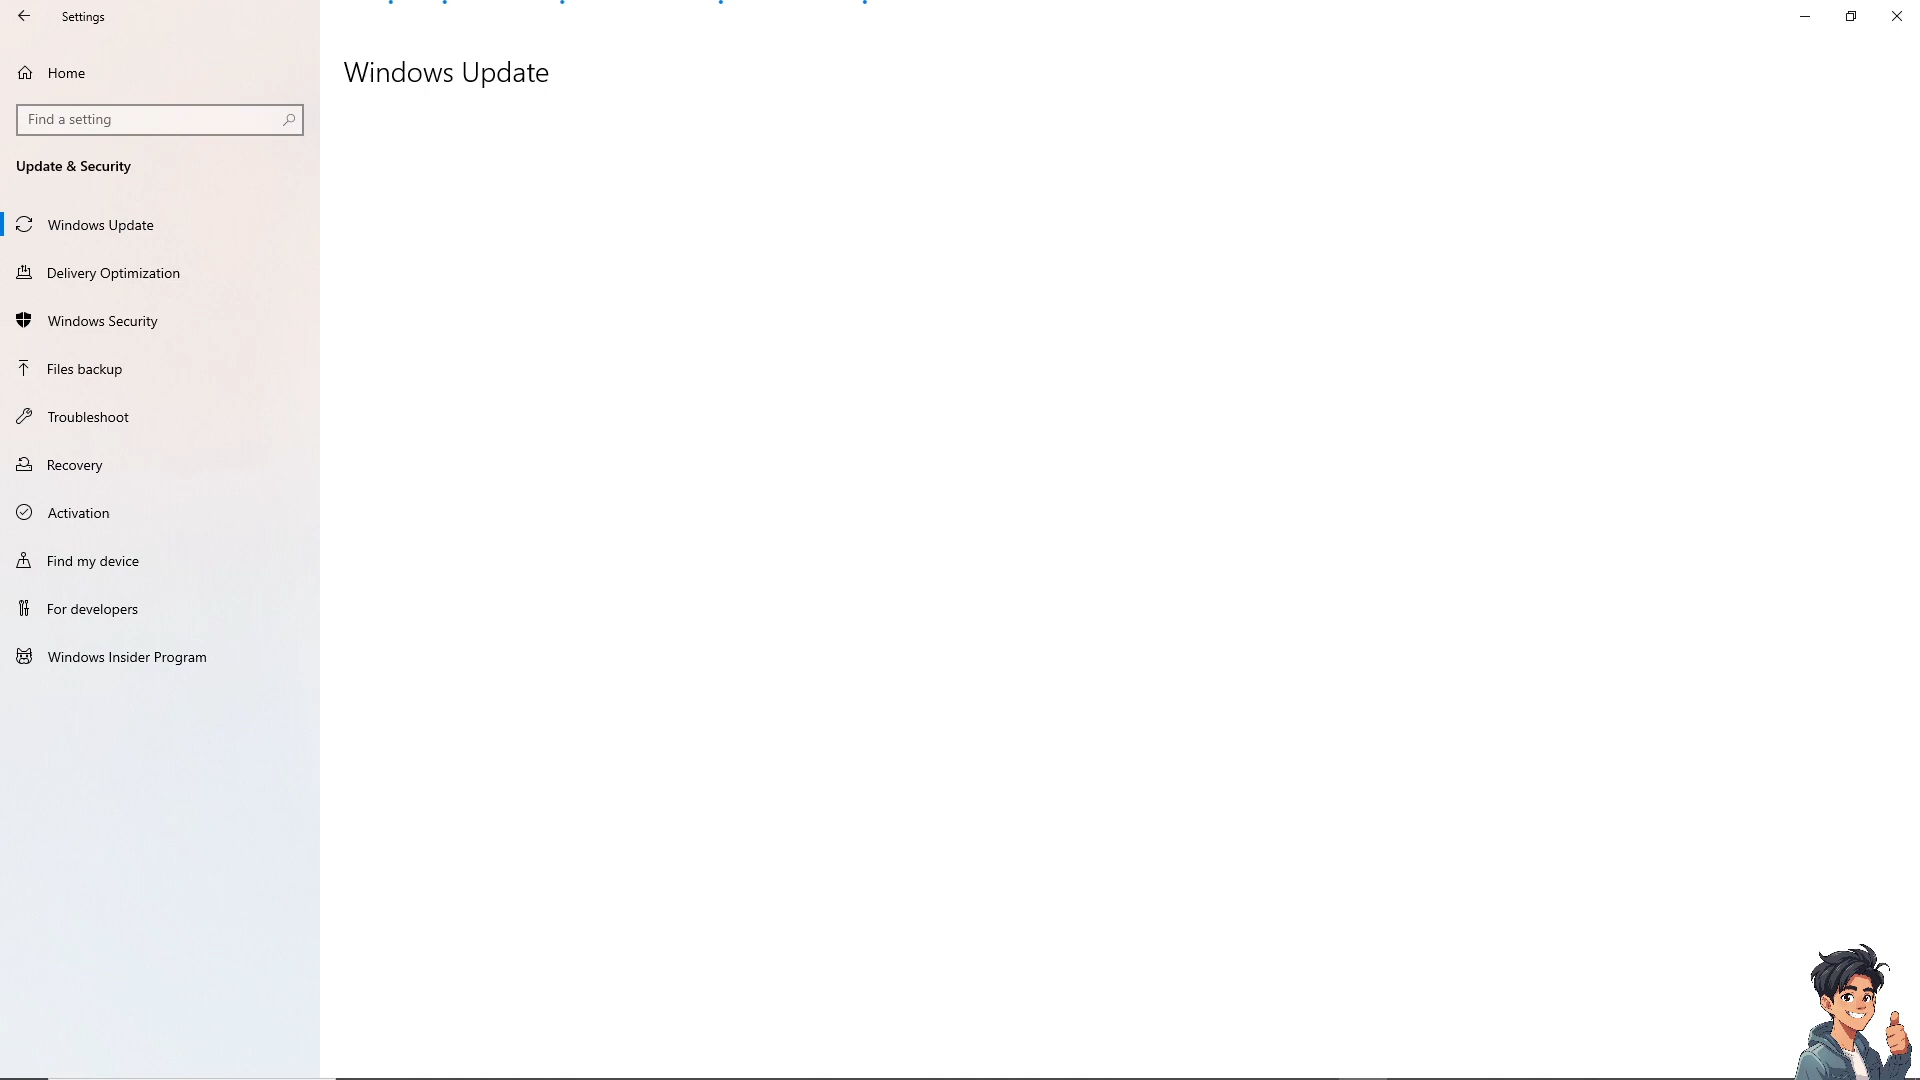 Settings
Home
Find a setting
Update & Security
Windows Update
Delivery Optimization
Windows Security
Files backup
Troubleshoot
Recovery
Activation
Find my device
For developers
Windows Insider Program
Windows Update